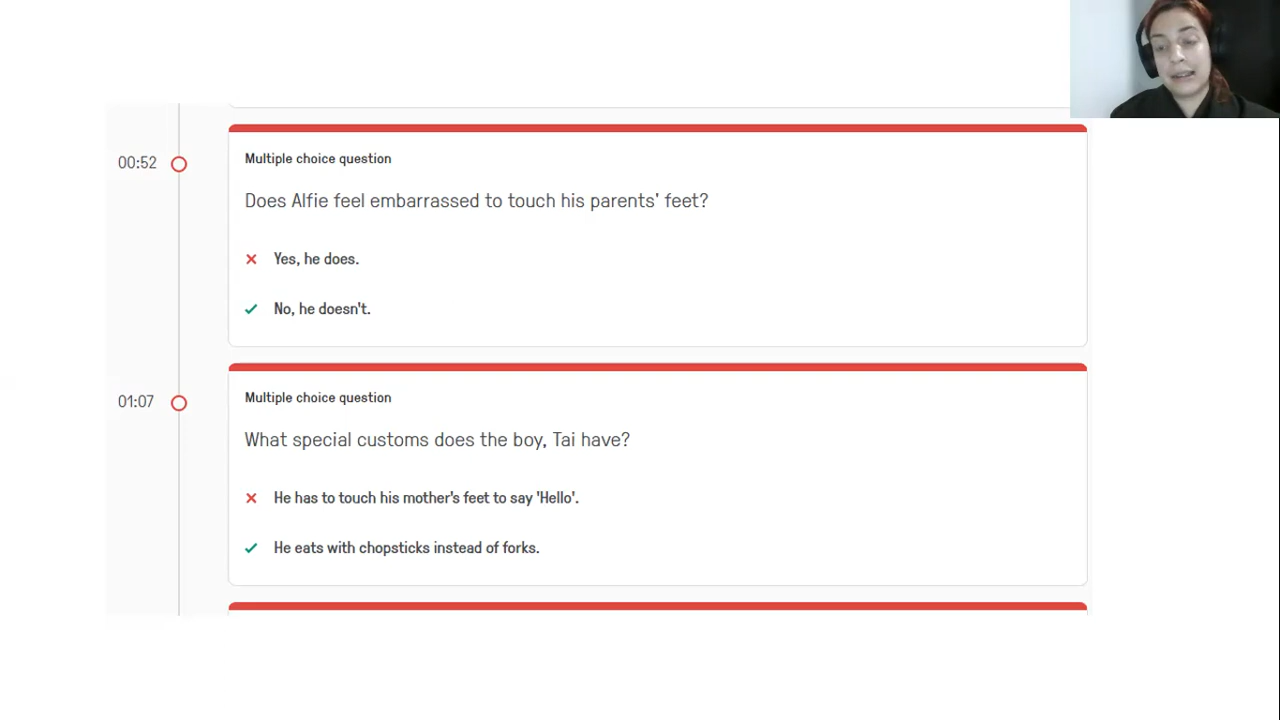 00:52
Multiple choice question
Does Alfie feel embarrassed to touch his parents' feet?
Yes, he does.
No, he doesn't.
01:07
Multiple choice question
What special customs does the boy, Tai have?
He has to touch his mother's feet to say 'Hello'.
He eats with chopsticks instead of forks.